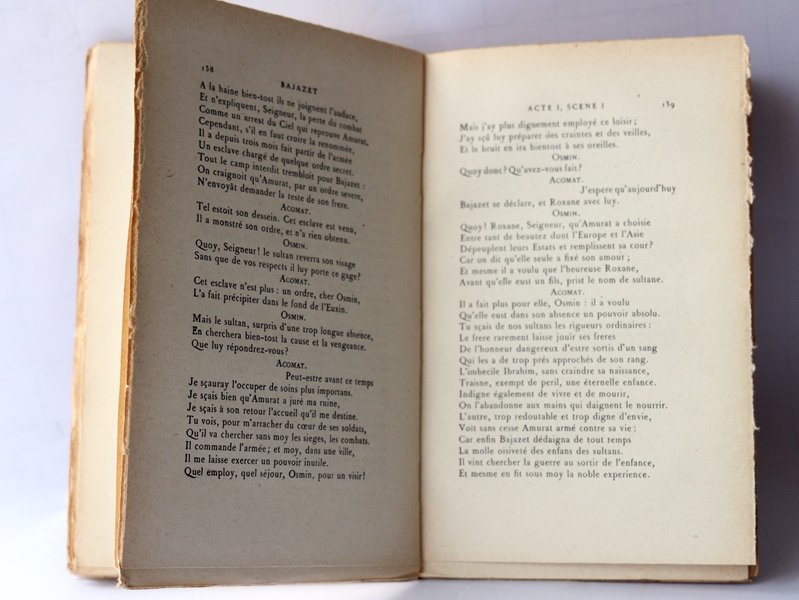 158
BAJAZET
A la haine bien-tost ils ne joignent l'audace,
Et n'expliquent, Seigneur, la perte du combat
Comme un arrest du Ciel qui reprouve Amurat.
Cependant, s'il en faut croire la renommée,
Il a depuis trois mois fait partir de l'armée
Un esclave chargé de quelque ordre secret.
Tout le camp interdit trembloit pour Bajazet :
On craignoit qu'Amurat, par un ordre severe,
N'envoyât demander la teste de son frere.
ACOMAT.
Tel estoit son dessein. Cet esclave est venu,
Il a monstré son ordre, et n'a rien obtenu.
OSMIN.
Quoy, Seigneur! le sultan reverra son visage
Sans que de vos respects il luy porte ce gage?
ACOMAT.
Cet esclave n'est plus : un ordre, cher Osmin,
L'a fait précipiter dans le fond de l'Euxin.
OSMIN.
Mais le sultan, surpris d'une trop longue absence,
En cherchera bien-tost la cause et la vengeance.
Que luy répondrez-vous?
ACOMAT.
Peut-estre avant ce temps
Je sçauray l'occuper de soins plus importans.
Je sçais bien qu'Amurat a juré ma ruine,
Je sçais à son retour l'accueil qu'il me destine.
Tu vois, pour m'arracher du cœur de ses soldats,
Qu'il va chercher sans moy les sieges, les combats.
Il commande l'armée; et moy, dans une ville,
Il me laisse exercer un pouvoir inutile.
Quel employ, quel séjour, Osmin, pour un visir!
ACTE I, SCENE I
159
Mais j'ay plus dignement employé ce loisir ;
J'ay sçû luy préparer des craintes et des veilles,
Et le bruit en ira bientost à ses oreilles.
OSMIN.
Quoy donc? Qu'avez-vous fait?
ACOMAT.
J'espere qu'aujourd'huy
Bajazet se déclare, et Roxane avec luy.
OSMIN.
Quoy! Roxane, Seigneur, qu'Amurat a choisie
Entre tant de beautez dont l'Europe et l'Asie
Dépeuplent leurs Estats et remplissent sa cour?
Car on dit qu'elle seule a fixé son amour ;
Et mesme il a voulu que l'heureuse Roxane,
Avant qu'elle eust un fils, prist le nom de sultane.
ACOMAT.
Il a fait plus pour elle, Osmin : il a voulu
Qu'elle eust dans son absence un pouvoir absolu.
Tu sçais de nos sultans les rigueurs ordinaires :
Le frere rarement laisse jouir ses freres
De l'honneur dangereux d'estre sortis d'un sang
Qui les a de trop prés approchés de son rang.
L'imbecile Ibrahim, sans craindre sa naissance,
Traisne, exempt de peril, une éternelle enfance.
Indigne également de vivre et de mourir,
On l'abandonne aux mains qui daignent le nourrir.
L'autre, trop redoutable et trop digne d'envie,
Voit sans cesse Amurat armé contre sa vie :
Car enfin Bajazet dédaigna de tout temps
La molle oisiveté des enfans des sultans.
Il vint chercher la guerre au sortir de l'enfance,
Et mesme en fit sous moy la noble experience.